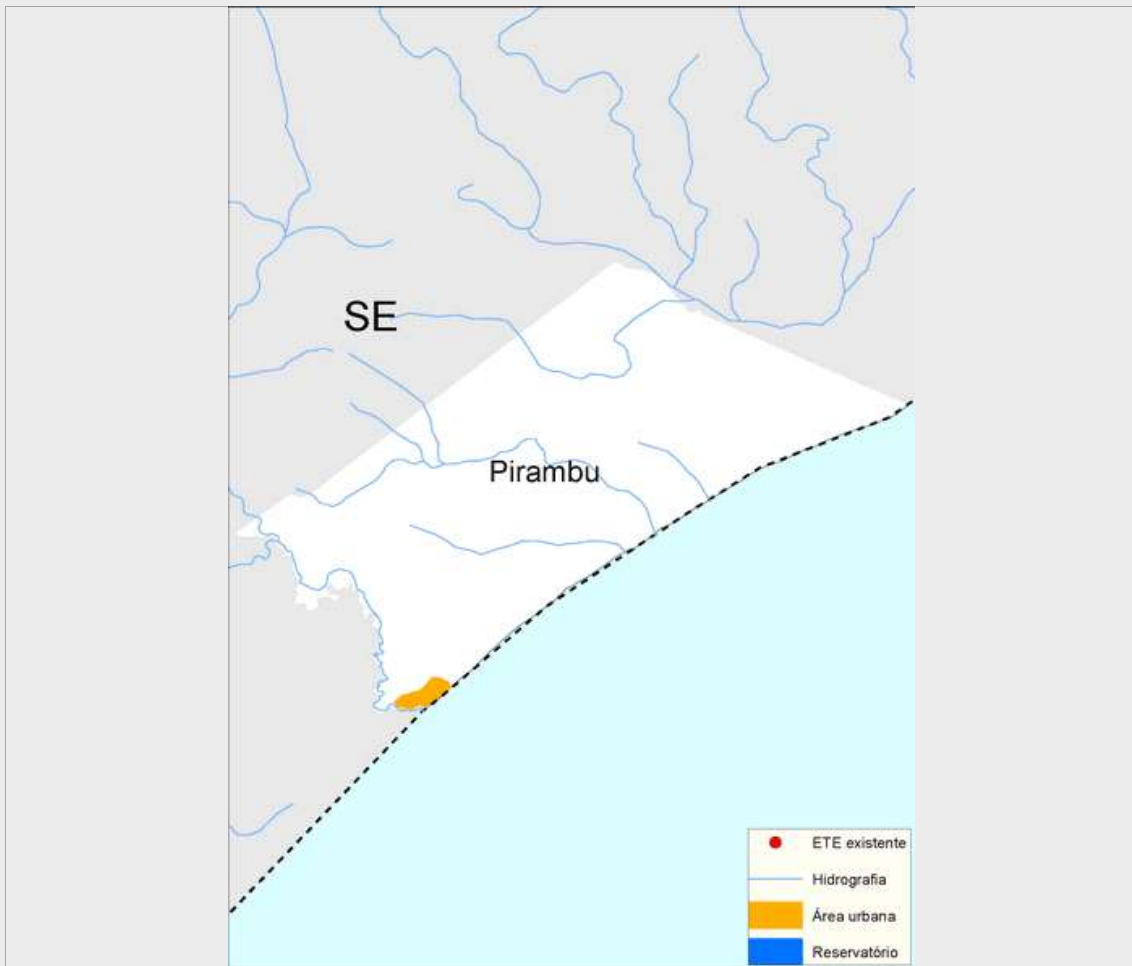 SE
Pirambu
ETE existente
Hidrografia
Área urbana
Reservatório